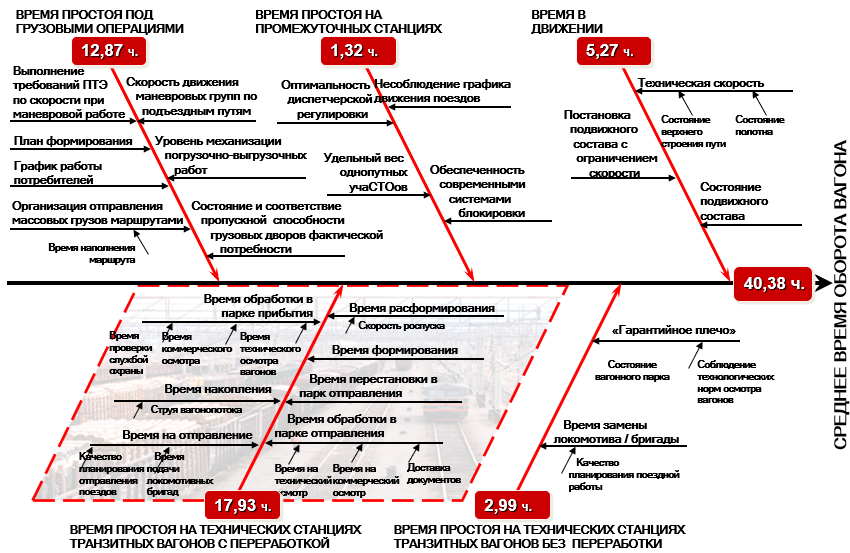 ВРЕМЯ ПРОСТОЯ ПОД
ГРУЗОВЫМИ ОПЕРАЦИЯМИ
12,87 ч.
ВРЕМЯ ПРОСТОЯ НА
ПРОМЕЖУТОЧНЫХ СТАНЦИЯХ
1,32 ч.
ВРЕМЯ В
ДВИЖЕНИИ
5,27 ч.
Выполнение
требований ПТЭ
по скорости при
маневровой работе
Скорость движения
маневровых групп по
подъездным путям
План формирования
Уровень механизации
погрузочно-выгрузочных
работ
График работы
потребителей
Организация отправления
массовых грузов маршрутами
Время наполнения
маршрута
Состояние и соответствие
пропускной способности
грузовых дворов фактической
потребности
Оптимальность
диспетчерской
регулировки
Несоблюдение графика
движения поездов
Удельный вес
однопутных
учаСТОов
Обеспеченность
современными
системами
блокировки
Техническая скорость
Состояние
верхнего
строения пути
Состояние
полотна
Постановка
подвижного
состава с
ограничением
скорости
Состояние
подвижного
состава
40,38 ч.
СРЕДНЕЕ ВРЕМЯ ОБОРОТА ВАГОНА
Время обработки в
парке прибытия
Время
проверки
службой
охраны
Время
коммерческого
осмотра
Время
технического
осмотра
вагонов
Время расформирования
Скорость роспуска
Время формирования
Время накопления
Струя вагонопотока
Время перестановки в
парк отправления
Время на отправление
Качество
планирования
отправления
поездов
Время
подачи
локомотивных
бригад
Время обработки в
парке отправления
Время на
технический
осмотр
Время на
коммерческий
осмотр
Доставка
документов
«Гарантийное плечо»
Состояние
вагонного парка
Соблюдение
технологических
норм осмотра
вагонов
Время замены
локомотива / бригады
Качество
планирования поездной
работы
17,93 ч.
ВРЕМЯ ПРОСТОЯ НА ТЕХНИЧЕСКИХ СТАНЦИЯХ
ТРАНЗИТНЫХ ВАГОНОВ С ПЕРЕРАБОТКОЙ
2,99 ч.
ВРЕМЯ ПРОСТОЯ НА ТЕХНИЧЕСКИХ СТАНЦИЯХ
ТРАНЗИТНЫХ ВАГОНОВ БЕЗ ПЕРЕРАБОТКИ